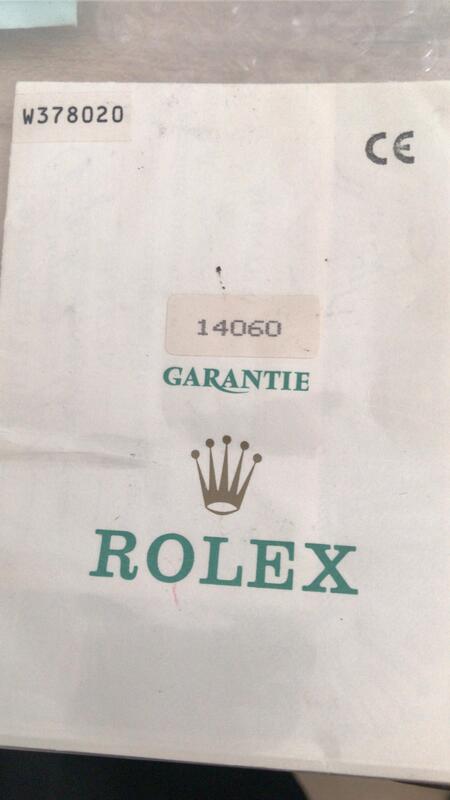 W378020
CE
14060
GARANTIE
ROLEX